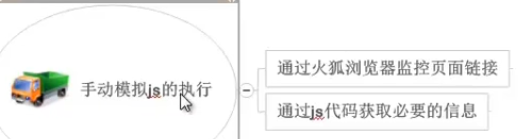 手动模拟js的执行
通过火狐浏览器监控页面链接
通过js代码获取必要的信息